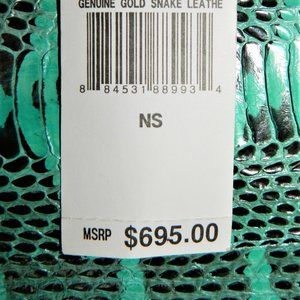 GENUINE GOLD SNAKE LEATHE
8 84531 88993 4
NS
MSRP $695.00